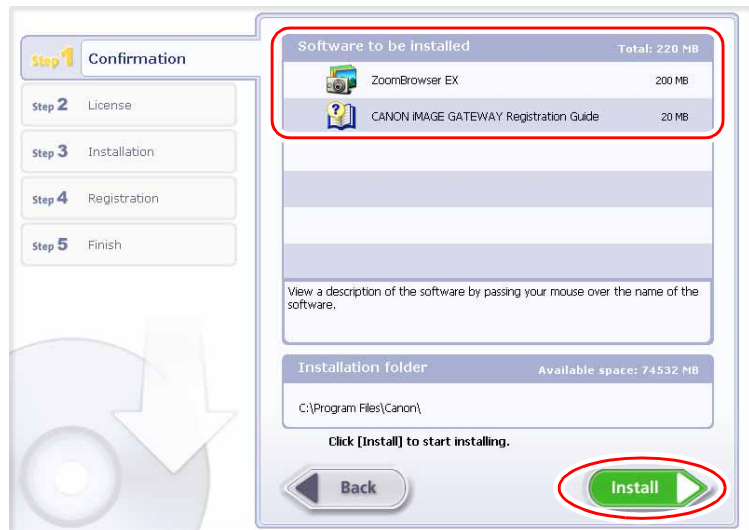 Step 1 Confirmation
Step 2 License
Step 3 Installation
Step 4 Registration
Step 5 Finish
Software to be installed Total: 220 MB
ZoomBrowser EX 200 MB
CANON iMAGE GATEWAY Registration Guide 20 MB
View a description of the software by passing your mouse over the name of the
software.
Installation folder Available space: 74532 MB
C:\Program Files\Canon\
Click [Install] to start installing.
Back Install